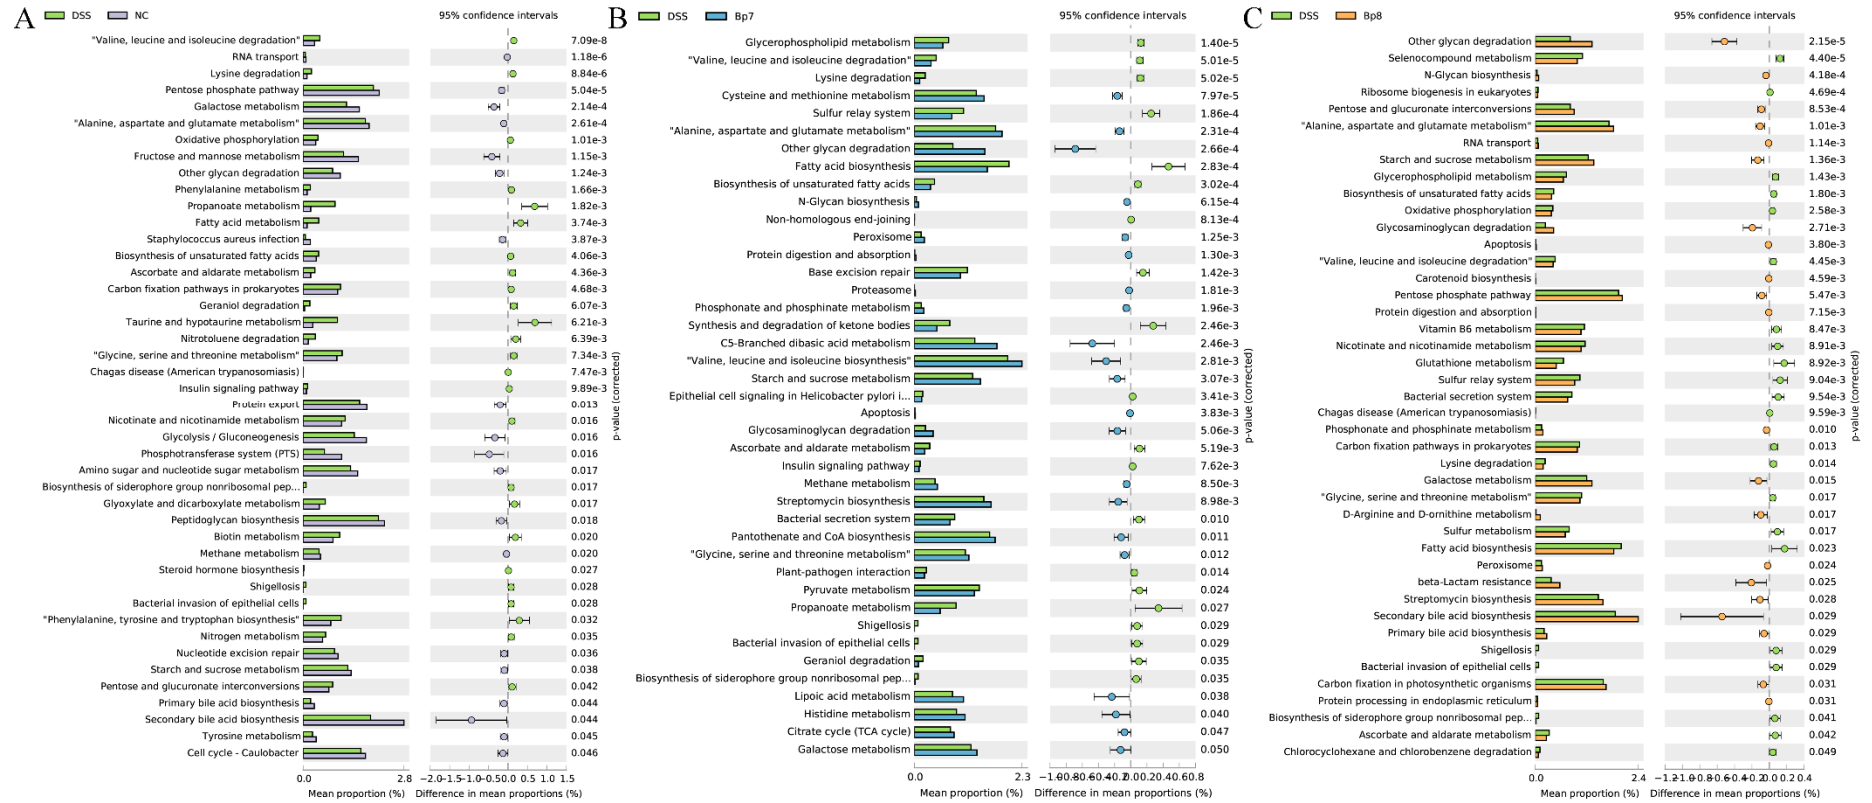 A
DSS NC 95% confidence intervals
"Valine, leucine and isoleucine degradation" 7.09e-8
RNA transport 1.18e-6
Lysine degradation 8.84e-6
Pentose phosphate pathway 5.04e-5
Galactose metabolism 2.14e-4
"Alanine, aspartate and glutamate metabolism" 2.61e-4
Oxidative phosphorylation 1.01e-3
Fructose and mannose metabolism 1.15e-3
Other glycan degradation 1.24e-3
Phenylalanine metabolism 1.66e-3
Propanoate metabolism 1.82e-3
Fatty acid metabolism 3.74e-3
Staphylococcus aureus infection 3.87e-3
Biosynthesis of unsaturated fatty acids 4.06e-3
Ascorbate and aldarate metabolism 4.36e-3
Carbon fixation pathways in prokaryotes 4.68e-3
Geraniol degradation 6.07e-3
Taurine and hypotaurine metabolism 6.21e-3
Nitrotoluene degradation 6.39e-3
"Glycine, serine and threonine metabolism" 7.34e-3
Chagas disease (American trypanosomiasis) 7.47e-3
Insulin signaling pathway 9.89e-3
Protein export 0.013
Nicotinate and nicotinamide metabolism 0.016
Glycolysis / Gluconeogenesis 0.016
Phosphotransferase system (PTS) 0.016
Amino sugar and nucleotide sugar metabolism 0.017
Biosynthesis of siderophore group nonribosomal pep... 0.017
Glyoxylate and dicarboxylate metabolism 0.017
Peptidoglycan biosynthesis 0.018
Biotin metabolism 0.020
Methane metabolism 0.020
Steroid hormone biosynthesis 0.027
Shigellosis 0.028
Bacterial invasion of epithelial cells 0.028
"Phenylalanine, tyrosine and tryptophan biosynthesis" 0.032
Nitrogen metabolism 0.035
Nucleotide excision repair 0.036
Starch and sucrose metabolism 0.038
Pentose and glucuronate interconversions 0.042
Primary bile acid biosynthesis 0.044
Secondary bile acid biosynthesis 0.044
Tyrosine metabolism 0.045
Cell cycle - Caulobacter 0.046
p-value (corrected)
0.0 2.8 −2.0−1.5−1.0−0.5 0.0 0.5 1.0 1.5
Mean proportion (%) Difference in mean proportions (%)
B
DSS Bp7 95% confidence intervals
Glycerophospholipid metabolism 1.40e-5
"Valine, leucine and isoleucine degradation" 5.01e-5
Lysine degradation 5.02e-5
Cysteine and methionine metabolism 7.97e-5
Sulfur relay system 1.86e-4
"Alanine, aspartate and glutamate metabolism" 2.31e-4
Other glycan degradation 2.66e-4
Fatty acid biosynthesis 2.83e-4
Biosynthesis of unsaturated fatty acids 3.02e-4
N-Glycan biosynthesis 6.15e-4
Non-homologous end-joining 8.13e-4
Peroxisome 1.25e-3
Protein digestion and absorption 1.30e-3
Base excision repair 1.42e-3
Proteasome 1.81e-3
Phosphonate and phosphinate metabolism 1.96e-3
Synthesis and degradation of ketone bodies 2.46e-3
C5-Branched dibasic acid metabolism 2.46e-3
"Valine, leucine and isoleucine biosynthesis" 2.81e-3
Starch and sucrose metabolism 3.07e-3
Epithelial cell signaling in Helicobacter pylori i... 3.41e-3
Apoptosis 3.83e-3
Glycosaminoglycan degradation 5.06e-3
Ascorbate and aldarate metabolism 5.19e-3
Insulin signaling pathway 7.62e-3
Methane metabolism 8.50e-3
Streptomycin biosynthesis 8.98e-3
Bacterial secretion system 0.010
Pantothenate and CoA biosynthesis 0.011
"Glycine, serine and threonine metabolism" 0.012
Plant-pathogen interaction 0.014
Pyruvate metabolism 0.024
Propanoate metabolism 0.027
Shigellosis 0.029
Bacterial invasion of epithelial cells 0.029
Geraniol degradation 0.035
Biosynthesis of siderophore group nonribosomal pep... 0.035
Lipoic acid metabolism 0.038
Histidine metabolism 0.040
Citrate cycle (TCA cycle) 0.047
Galactose metabolism 0.050
p-value (corrected)
0.0 2.3 −1.0−0.8−0.6−0.4−0.2 0.0 0.2 0.4 0.6 0.8
Mean proportion (%) Difference in mean proportions (%)
C
DSS Bp8 95% confidence intervals
Other glycan degradation 2.15e-5
Selenocompound metabolism 4.40e-5
N-Glycan biosynthesis 4.18e-4
Ribosome biogenesis in eukaryotes 4.69e-4
Pentose and glucuronate interconversions 8.53e-4
"Alanine, aspartate and glutamate metabolism" 1.01e-3
RNA transport 1.14e-3
Starch and sucrose metabolism 1.36e-3
Glycerophospholipid metabolism 1.43e-3
Biosynthesis of unsaturated fatty acids 1.80e-3
Oxidative phosphorylation 2.58e-3
Glycosaminoglycan degradation 2.71e-3
Apoptosis 3.80e-3
"Valine, leucine and isoleucine degradation" 4.45e-3
Carotenoid biosynthesis 4.59e-3
Pentose phosphate pathway 5.47e-3
Protein digestion and absorption 7.15e-3
Vitamin B6 metabolism 8.47e-3
Nicotinate and nicotinamide metabolism 8.91e-3
Glutathione metabolism 8.92e-3
Sulfur relay system 9.04e-3
Bacterial secretion system 9.54e-3
Chagas disease (American trypanosomiasis) 9.59e-3
Phosphonate and phosphinate metabolism 0.010
Carbon fixation pathways in prokaryotes 0.013
Lysine degradation 0.014
Galactose metabolism 0.015
"Glycine, serine and threonine metabolism" 0.017
D-Arginine and D-ornithine metabolism 0.017
Sulfur metabolism 0.017
Fatty acid biosynthesis 0.023
Peroxisome 0.024
beta-Lactam resistance 0.025
Streptomycin biosynthesis 0.028
Secondary bile acid biosynthesis 0.029
Primary bile acid biosynthesis 0.029
Shigellosis 0.029
Bacterial invasion of epithelial cells 0.029
Carbon fixation in photosynthetic organisms 0.031
Protein processing in endoplasmic reticulum 0.031
Biosynthesis of siderophore group nonribosomal pep... 0.041
Ascorbate and aldarate metabolism 0.042
Chlorocyclohexane and chlorobenzene degradation 0.049
p-value (corrected)
0.0 2.4 −1.2−1.0−0.8−0.6−0.4−0.2 0.0 0.2 0.4
Mean proportion (%) Difference in mean proportions (%)